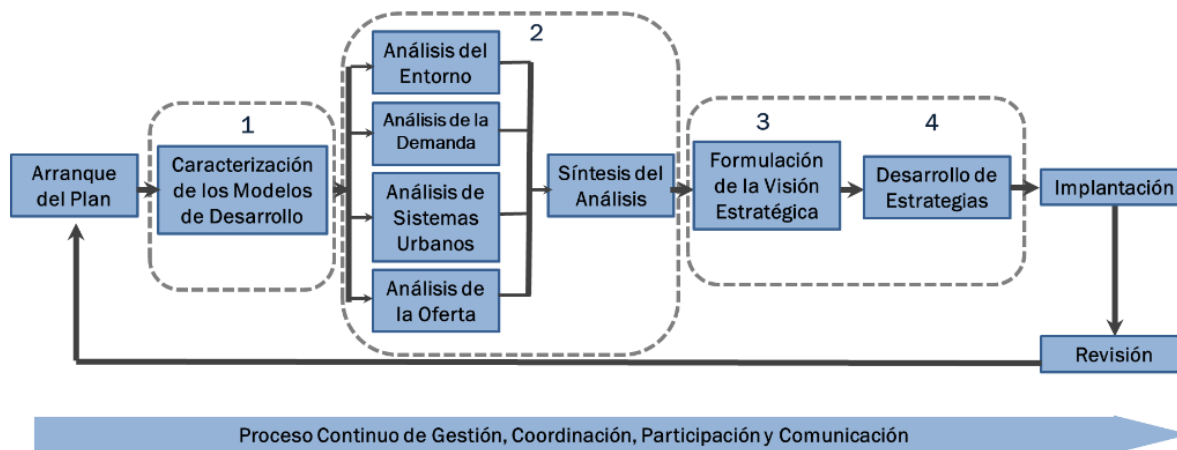 Arranque
del Plan
1
Caracterización
de los Modelos
de Desarrollo
2
Análisis del
Entorno
Análisis de la
Demanda
Análisis de
Sistemas
Urbanos
Análisis de
la Oferta
Síntesis del
Análisis
3
Formulación
de la Visión
Estratégica
4
Desarrollo de
Estrategias
Implantación
Revisión
Proceso Continuo de Gestión, Coordinación, Participación y Comunicación